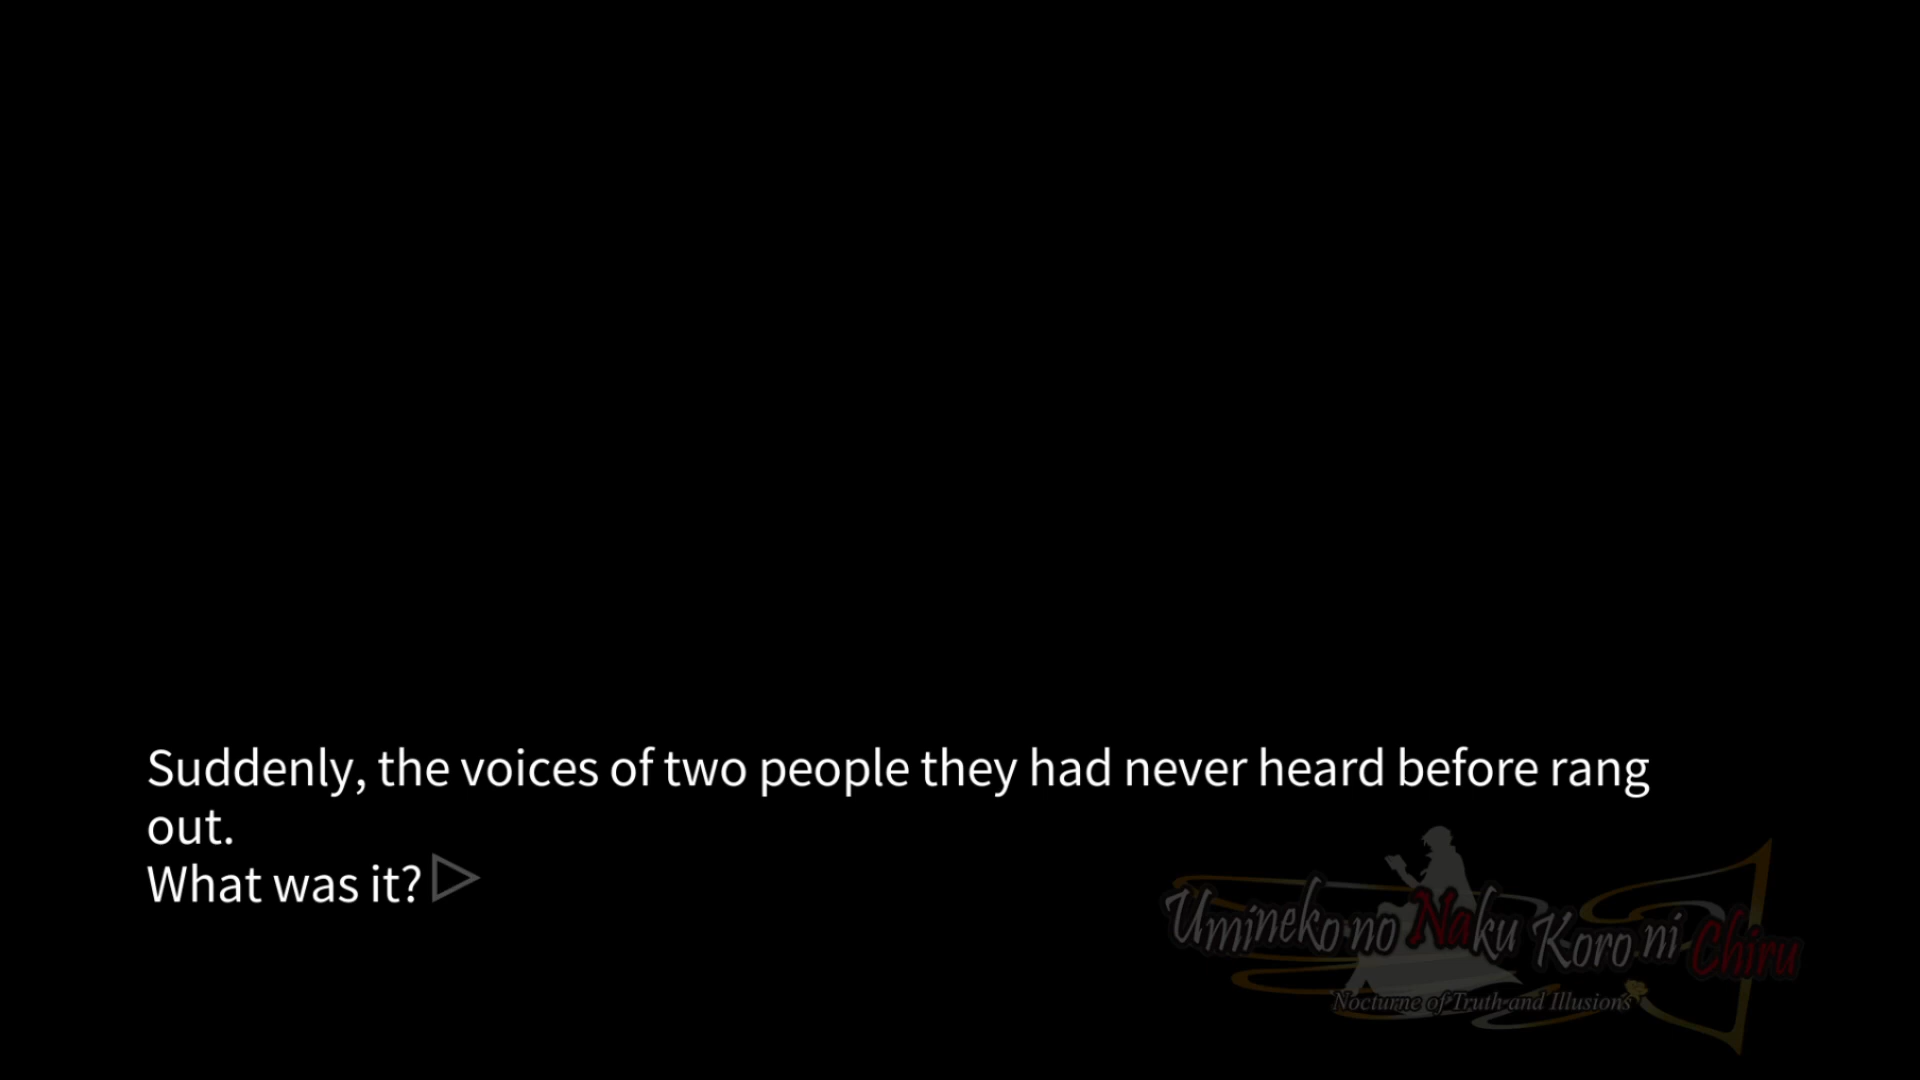 Suddenly, the voices of two people they had never heard before rang
out.
What was it?
Umineko no Naku Koro ni Chiru
Nocturne of Truth and Illusions